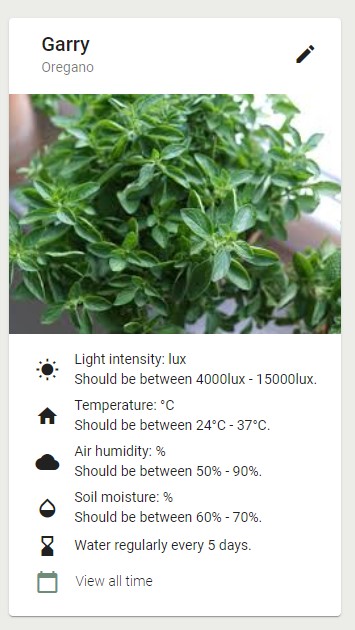 Garry
Oregano
Light intensity: lux
Should be between 4000lux - 15000lux.
Temperature: °C
Should be between 24°C - 37°C.
Air humidity: %
Should be between 50% - 90%.
Soil moisture: %
Should be between 60% - 70%.
Water regularly every 5 days.
View all time